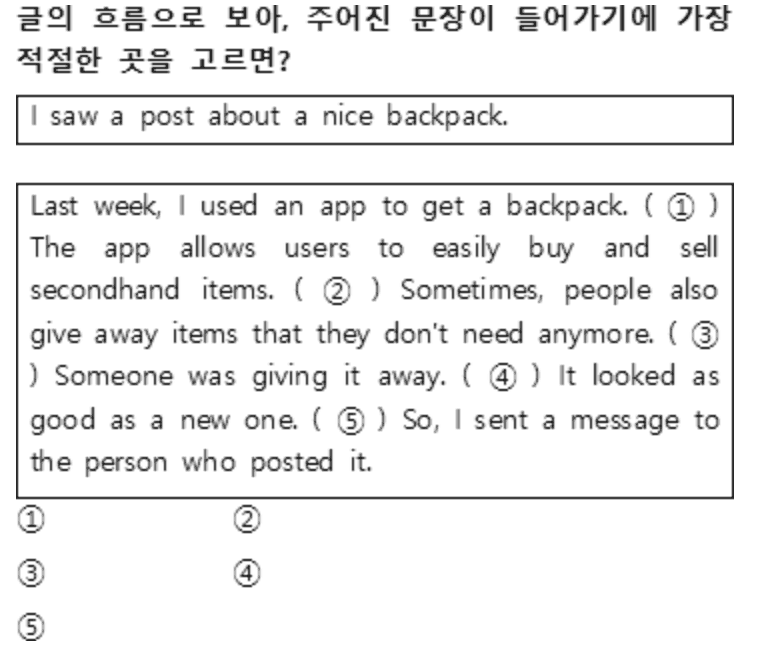 글의 흐름으로 보아, 주어진 문장이 들어가기에 가장
적절한 곳을 고르면?
I saw a post about a nice backpack.
Last week, I used an app to get a backpack. ( ① )
The app allows users to easily buy and sell
secondhand items. ( ② ) Sometimes, people also
give away items that they don't need anymore. ( ③
) Someone was giving it away. ( ④ ) It looked as
good as a new one. ( ⑤ ) So, I sent a message to
the person who posted it.
① ②
③ ④
⑤